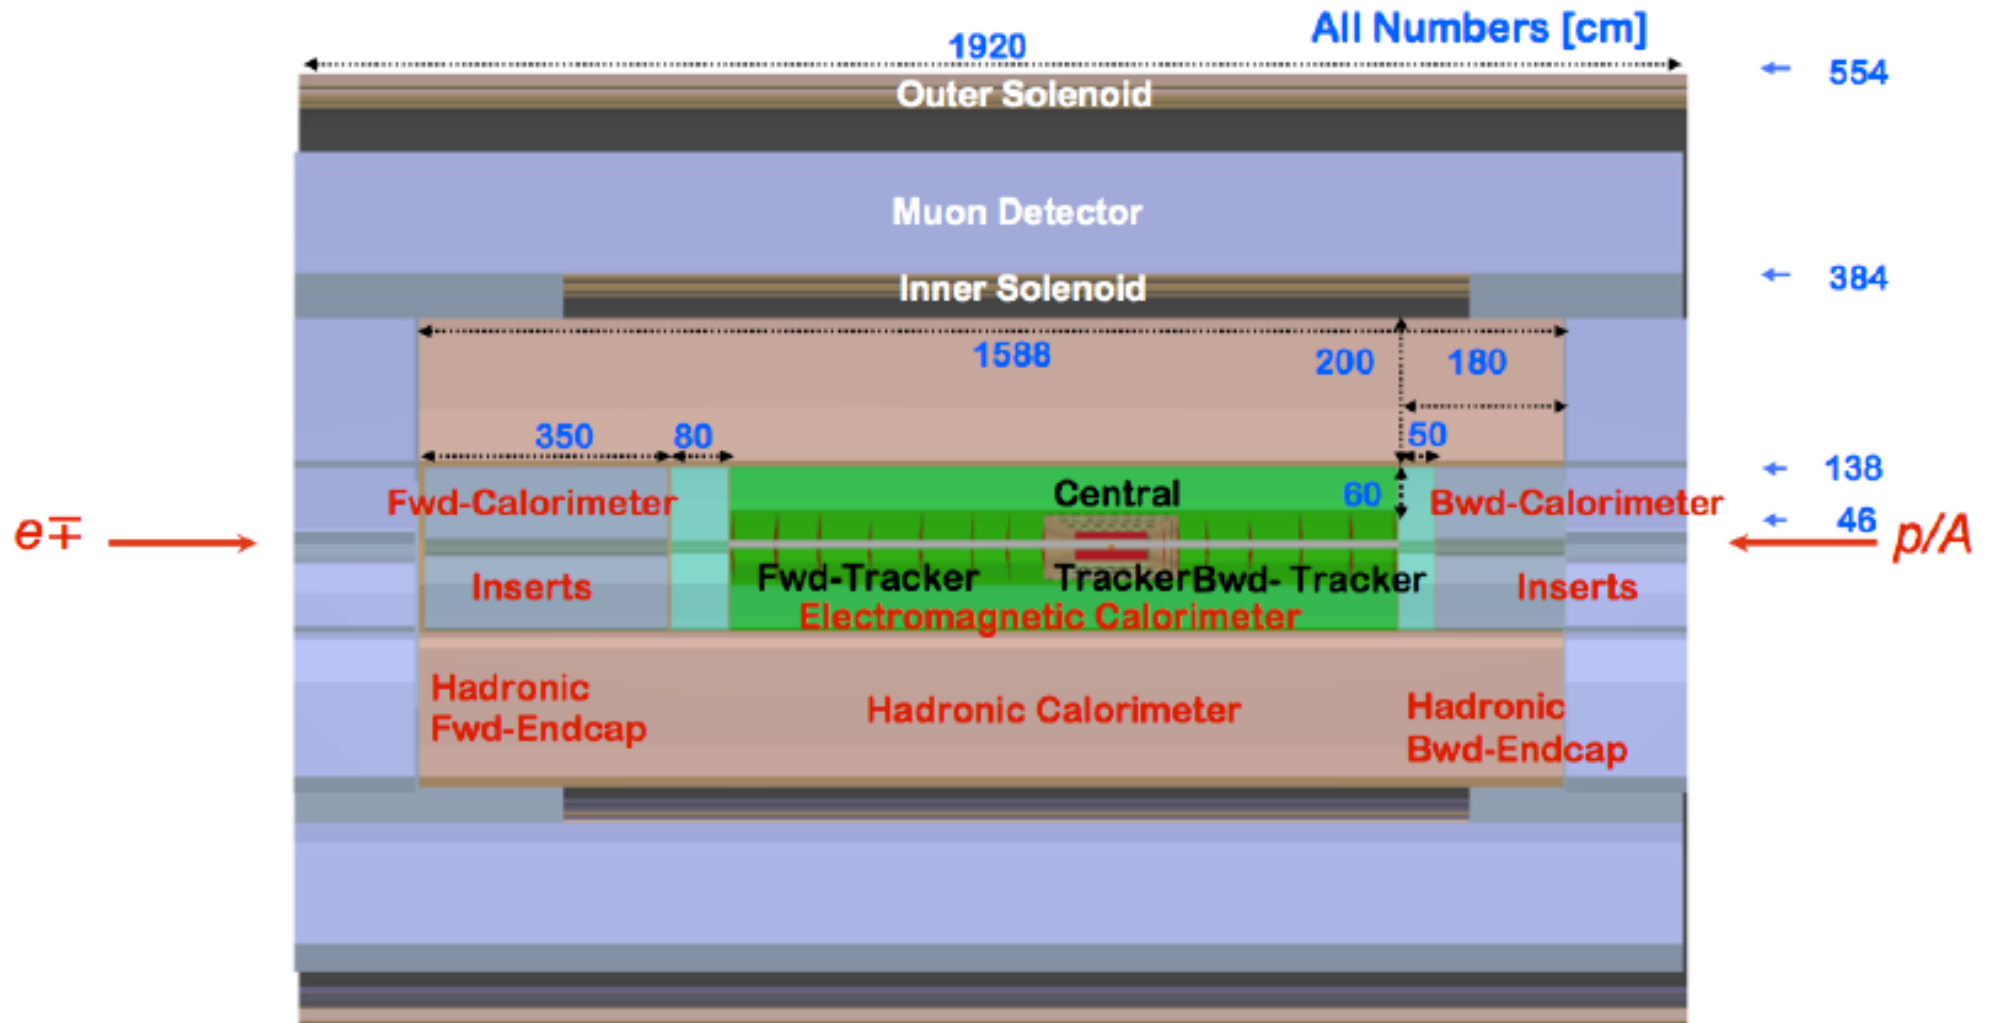 All Numbers [cm]
1920
554
Outer Solenoid
Muon Detector
384
Inner Solenoid
1588
200
180
350
80
50
138
Fwd-Calorimeter
Central
60
Bwd-Calorimeter
46
e∓
p/A
Inserts
Fwd-Tracker
Tracker
Bwd- Tracker
Inserts
Electromagnetic Calorimeter
Hadronic
Fwd-Endcap
Hadronic Calorimeter
Hadronic
Bwd-Endcap